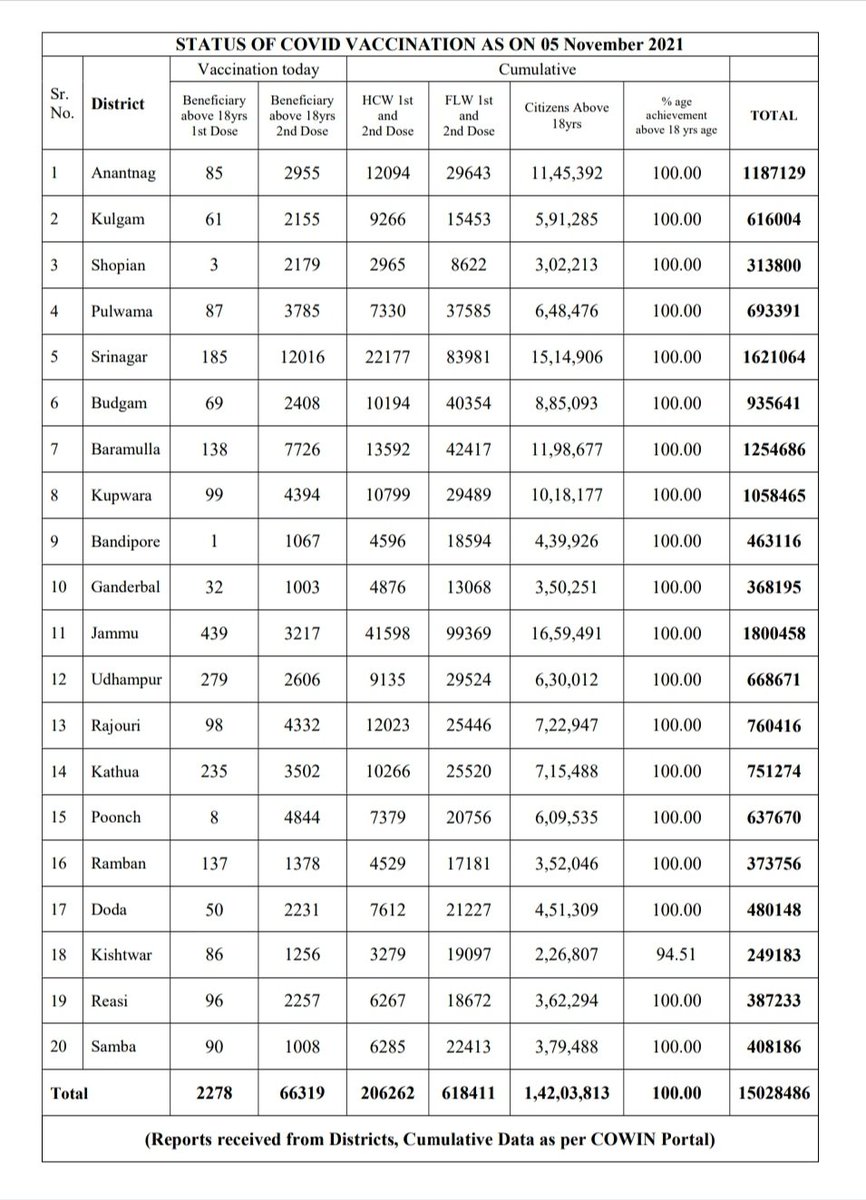 STATUS OF COVID VACCINATION AS ON 05 November 2021
Sr. No. District Vaccination today Cumulative
Beneficiary above 18yrs 1st Dose Beneficiary above 18yrs 2nd Dose HCW 1st and 2nd Dose FLW 1st and 2nd Dose Citizens Above 18yrs % age achievement above 18 yrs age TOTAL
1 Anantnag 85 2955 12094 29643 11,45,392 100.00 1187129
2 Kulgam 61 2155 9266 15453 5,91,285 100.00 616004
3 Shopian 3 2179 2965 8622 3,02,213 100.00 313800
4 Pulwama 87 3785 7330 37585 6,48,476 100.00 693391
5 Srinagar 185 12016 22177 83981 15,14,906 100.00 1621064
6 Budgam 69 2408 10194 40354 8,85,093 100.00 935641
7 Baramulla 138 7726 13592 42417 11,98,677 100.00 1254686
8 Kupwara 99 4394 10799 29489 10,18,177 100.00 1058465
9 Bandipore 1 1067 4596 18594 4,39,926 100.00 463116
10 Ganderbal 32 1003 4876 13068 3,50,251 100.00 368195
11 Jammu 439 3217 41598 99369 16,59,491 100.00 1800458
12 Udhampur 279 2606 9135 29524 6,30,012 100.00 668671
13 Rajouri 98 4332 12023 25446 7,22,947 100.00 760416
14 Kathua 235 3502 10266 25520 7,15,488 100.00 751274
15 Poonch 8 4844 7379 20756 6,09,535 100.00 637670
16 Ramban 137 1378 4529 17181 3,52,046 100.00 373756
17 Doda 50 2231 7612 21227 4,51,309 100.00 480148
18 Kishtwar 86 1256 3279 19097 2,26,807 94.51 249183
19 Reasi 96 2257 6267 18672 3,62,294 100.00 387233
20 Samba 90 1008 6285 22413 3,79,488 100.00 408186
Total 2278 66319 206262 618411 1,42,03,813 100.00 15028486
(Reports received from Districts, Cumulative Data as per COWIN Portal)